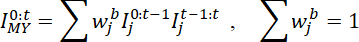 I_{MY}^{0:t} = ∑ w_j^b I_j^{0:t−1} I_j^{t−1:t} , ∑ w_j^b = 1